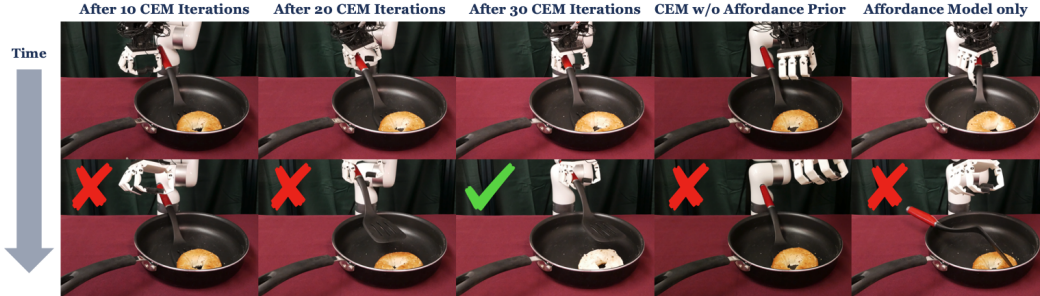 After 10 CEM Iterations
After 20 CEM Iterations
After 30 CEM Iterations
CEM w/o Affordance Prior
Affordance Model only
Time